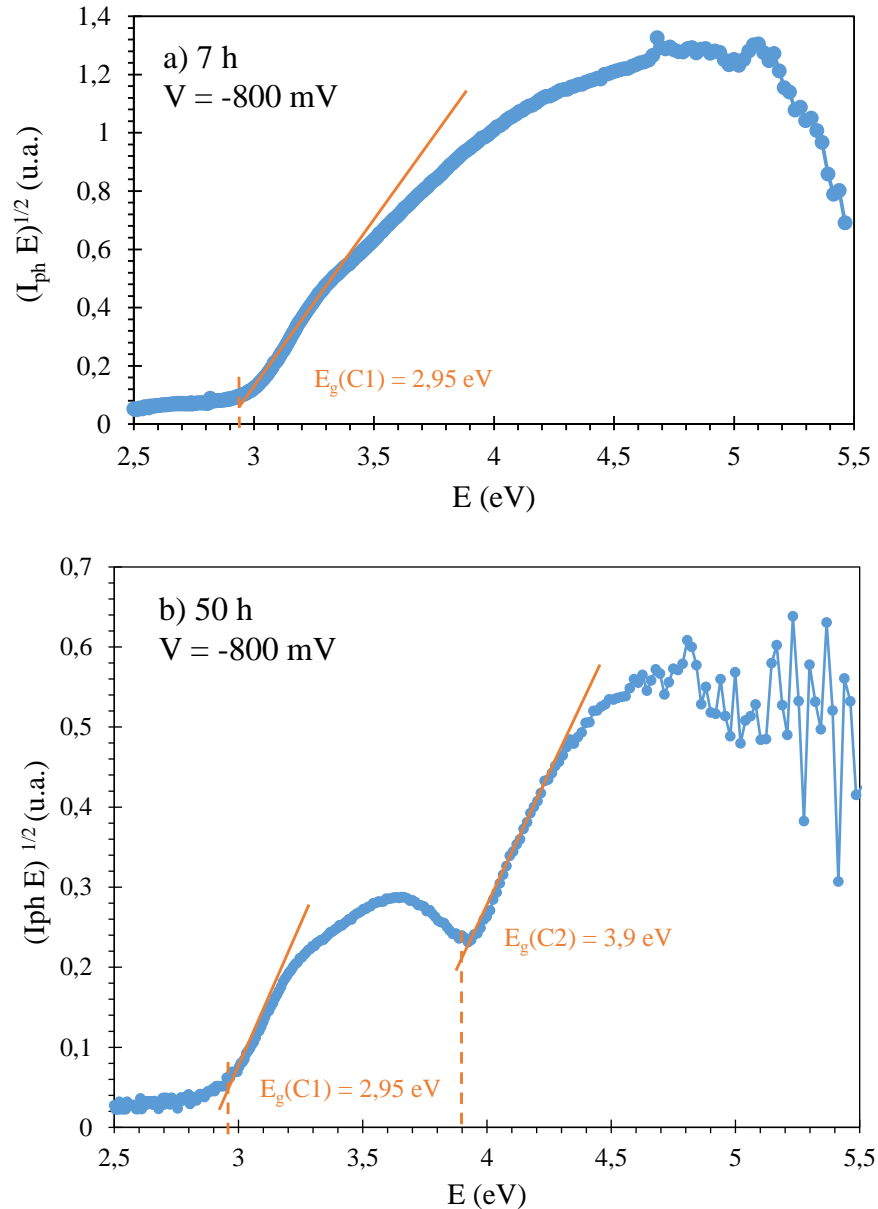 1,4
a) 7 h
1,2
V = -800 mV
1
0,8
(I_ph E)^1/2 (u.a.)
0,6
0,4
E_g(C1) = 2,95 eV
0,2
0
2,5 3 3,5 4 4,5 5 5,5
E (eV)
0,7
b) 50 h
0,6
V = -800 mV
0,5
0,4
(Iph E) ^1/2 (u.a.)
0,3
E_g(C2) = 3,9 eV
0,2
0,1
E_g(C1) = 2,95 eV
0
2,5 3 3,5 4 4,5 5 5,5
E (eV)